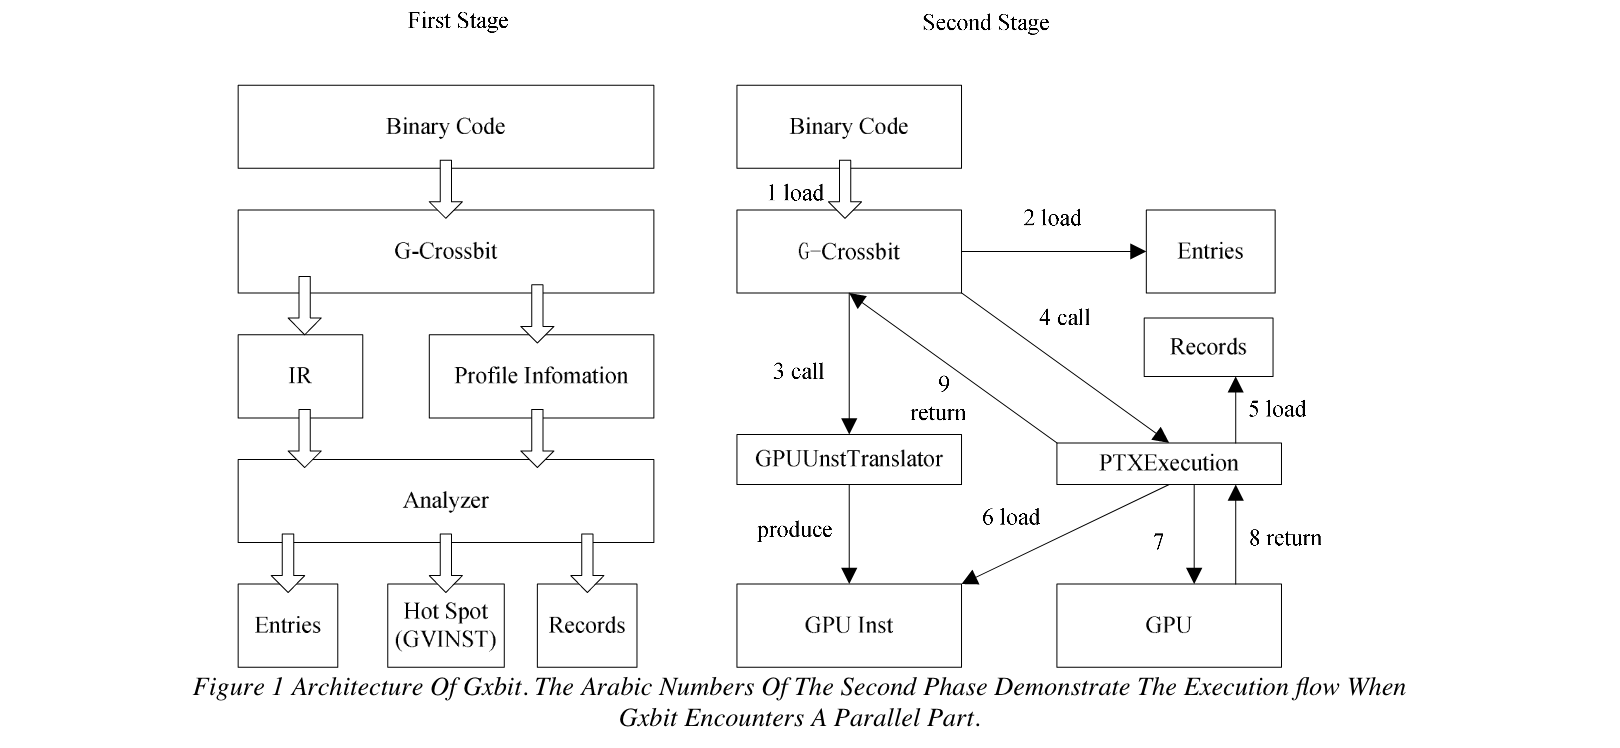 First Stage
Second Stage
Binary Code
G-Crossbit
IR
Profile Infomation
Analyzer
Entries
Hot Spot
(GVINST)
Records
Binary Code
1 load
G-Crossbit
2 load
Entries
3 call
4 call
9
return
Records
5 load
GPUUnstTranslator
PTXExecution
produce
6 load
7
8 return
GPU Inst
GPU
Figure 1 Architecture Of Gxbit. The Arabic Numbers Of The Second Phase Demonstrate The Execution flow When
Gxbit Encounters A Parallel Part.